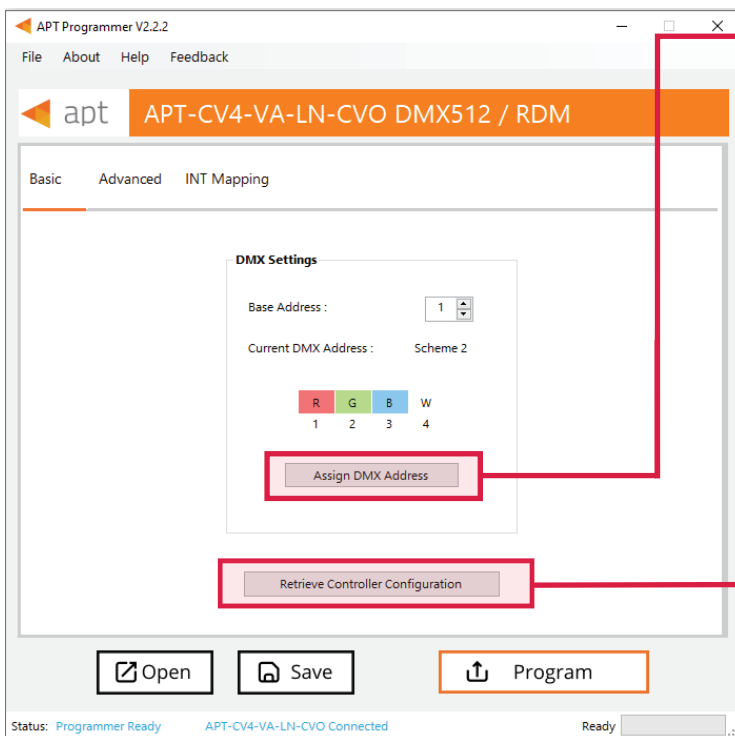 APT Programmer V2.2.2
File About Help Feedback
apt APT-CV4-VA-LN-CVO DMX512 / RDM
Basic Advanced INT Mapping
DMX Settings
Base Address : 1
Current DMX Address : Scheme 2
R G B W
1 2 3 4
Assign DMX Address
Retrieve Controller Configuration
Open Save Program
Status: Programmer Ready APT-CV4-VA-LN-CVO Connected Ready